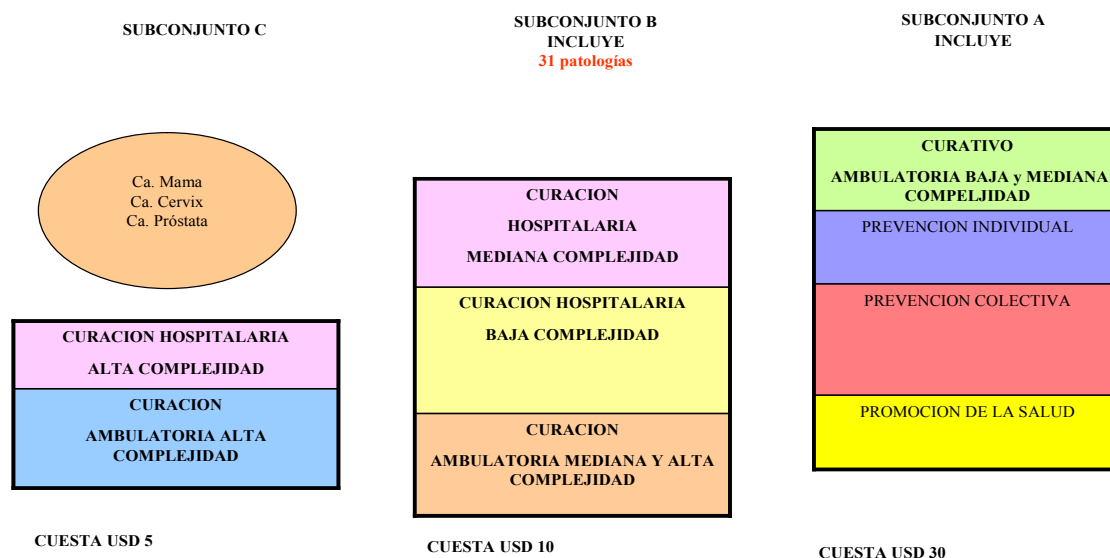 SUBCONJUNTO C
Ca. Mama
Ca. Cervix
Ca. Próstata
CURACION HOSPITALARIA
ALTA COMPLEJIDAD
CURACION
AMBULATORIA ALTA
COMPLEJIDAD
CUESTA USD 5
SUBCONJUNTO B
INCLUYE
31 patologías
CURACION
HOSPITALARIA
MEDIANA COMPLEJIDAD
CURACION HOSPITALARIA
BAJA COMPLEJIDAD
CURACION
AMBULATORIA MEDIANA Y ALTA
COMPLEJIDAD
CUESTA USD 10
SUBCONJUNTO A
INCLUYE
CURATIVO
AMBULATORIA BAJA y MEDIANA
COMPELJIDAD
PREVENCION INDIVIDUAL
PREVENCION COLECTIVA
PROMOCION DE LA SALUD
CUESTA USD 30